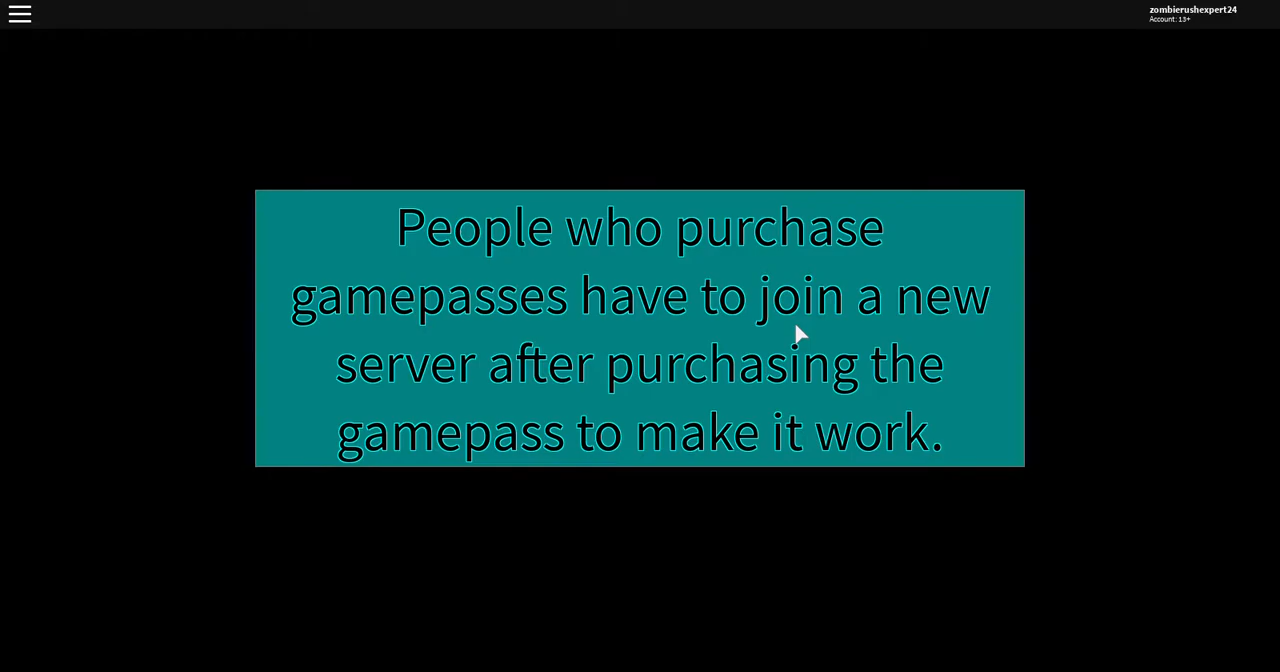 zombierushexpert24
Account: 13+
People who purchase
gamepasses have to join a new
server after purchasing the
gamepass to make it work.